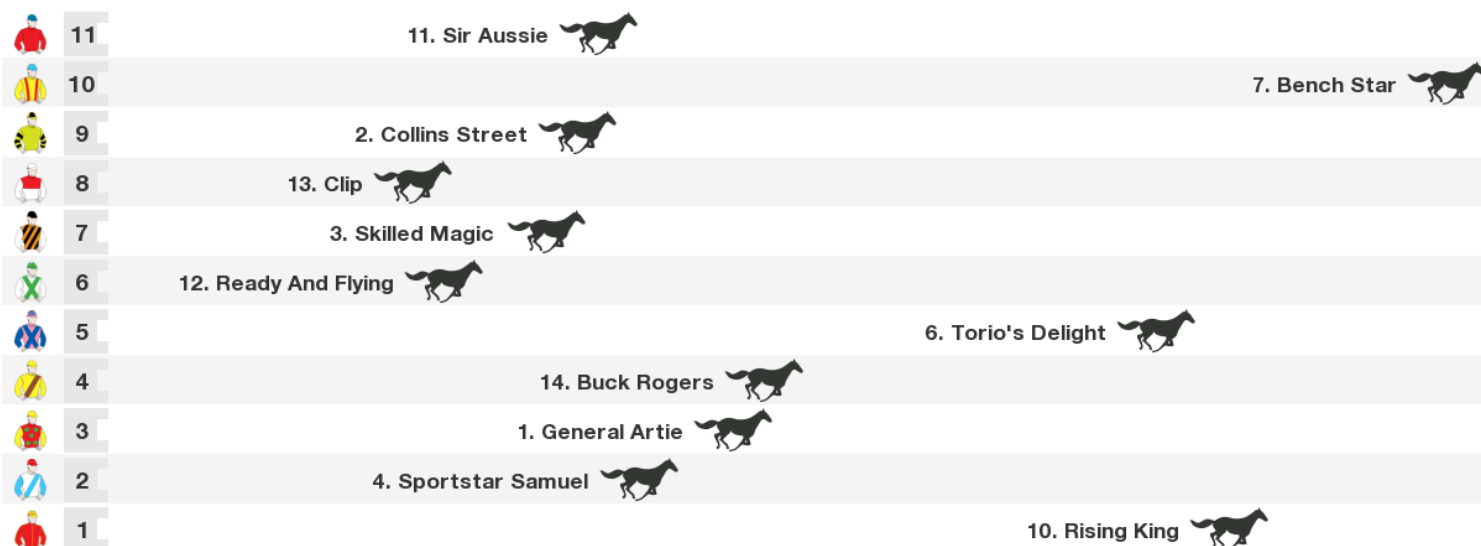 11 11. Sir Aussie
10 7. Bench Star
9 2. Collins Street
8 13. Clip
7 3. Skilled Magic
6 12. Ready And Flying
5 6. Torio's Delight
4 14. Buck Rogers
3 1. General Artie
2 4. Sportstar Samuel
1 10. Rising King